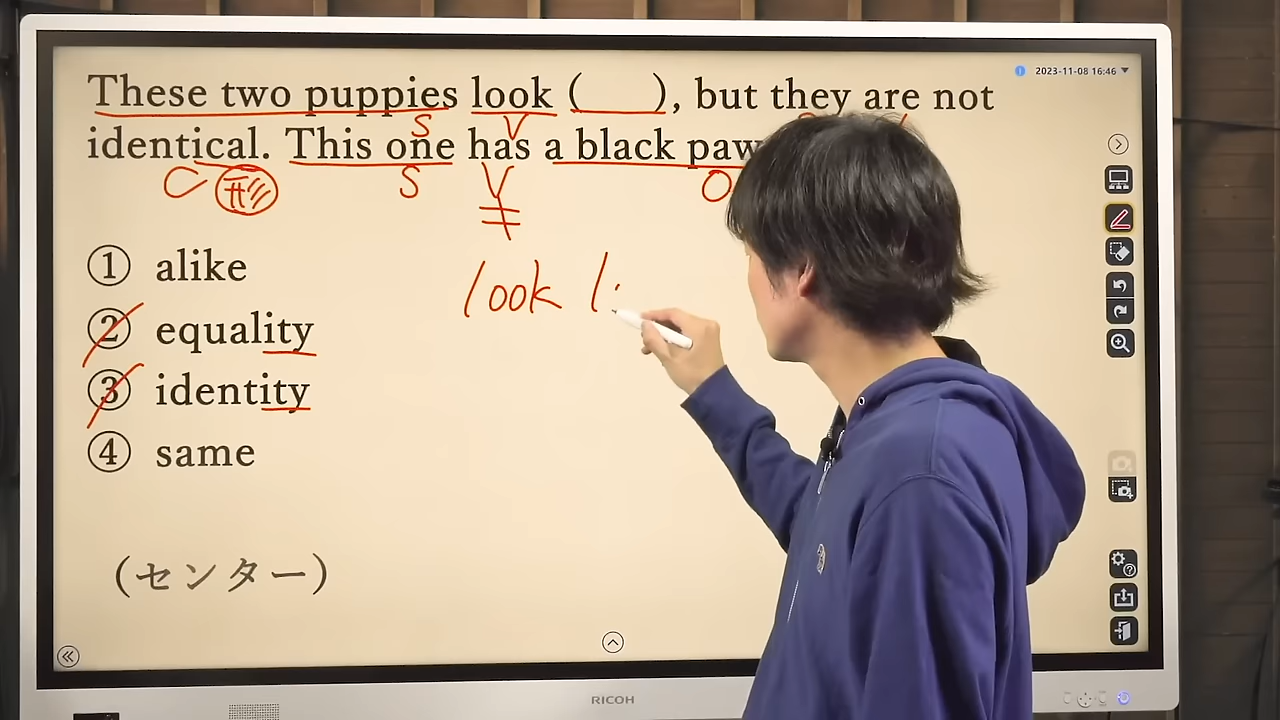 2023-11-08 16:46
These two puppies look (　　), but they are not
S V
identical. This one has a black paw
C 形 S V O
look l
① alike
② equality
③ identity
④ same
(センター)
RICOH